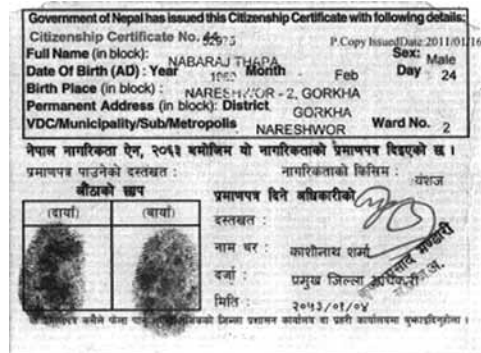 Government of Nepal has issued this Citizenship Certificate with following details:
Citizenship Certificate No. P.Copy IssuedDate:2011/01/16
Full Name (in block): NABARAJ THAPA Sex: Male
Date Of Birth (AD) : Year Month Feb Day 24
Birth Place (in block) : NARESHWOR - 2, GORKHA
Permanent Address (in block): District GORKHA
VDC/Municipality/Sub/Metropolis NARESHWOR Ward No. 2
नेपाल नागरिकता ऐन, २०६३ बमोजिम यो नागरिकताको प्रमाणपत्र दिइएको छ ।
प्रमाणपत्र पाउनेको दस्तखत : नागरिकताको किसिम : वंशज
औंठाको छाप प्रमाणपत्र दिने अधिकारीको
(दायाँ) (बायाँ) दस्तखत :
नाम थर : काशीनाथ शर्मा
दर्जा : प्रमुख जिल्ला
मिति : २०५३/०१/०४